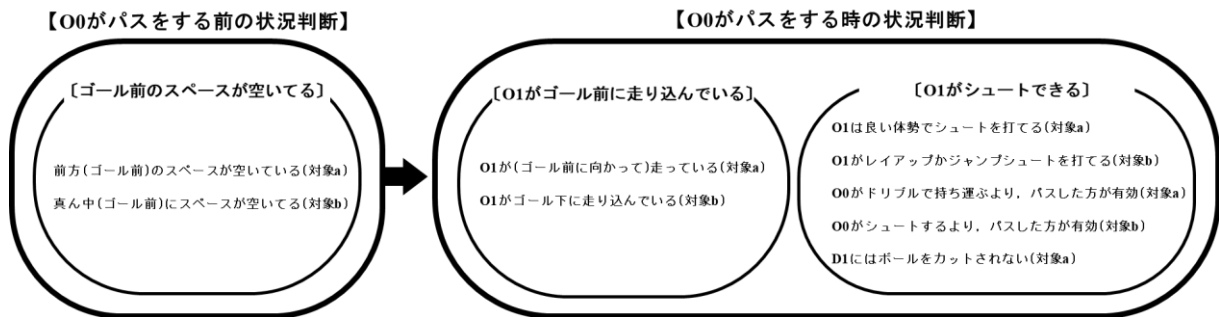 【O0がパスをする前の状況判断】
〔ゴール前のスペースが空いてる〕
前方(ゴール前)のスペースが空いている(対象a)
真ん中(ゴール前)にスペースが空いてる(対象b)
【O0がパスをする時の状況判断】
〔O1がゴール前に走り込んでいる〕
O1が(ゴール前に向かって)走っている(対象a)
O1がゴール下に走り込んでいる(対象b)
〔O1がシュートできる〕
O1は良い体勢でシュートを打てる(対象a)
O1がレイアップかジャンプシュートを打てる(対象b)
O0がドリブルで持ち運ぶより，パスした方が有効(対象a)
O0がシュートするより，パスした方が有効(対象b)
D1にはボールをカットされない(対象a)